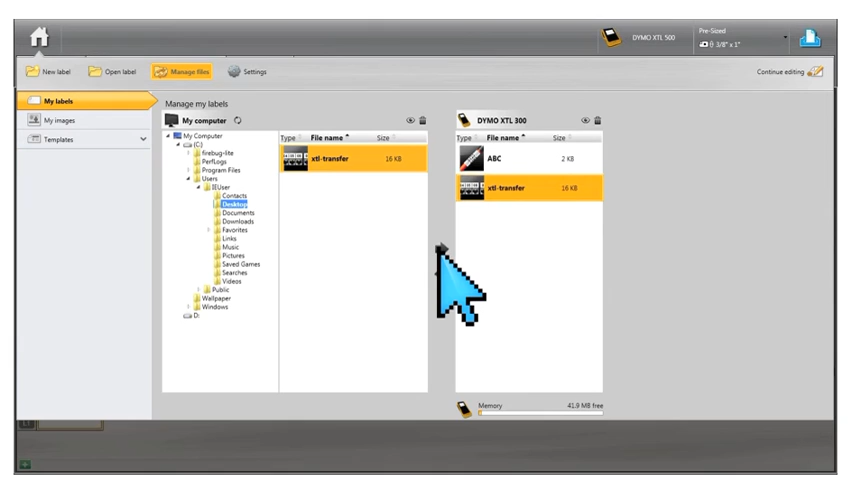 DYMO XTL 500
Pre-Sized
3/8" x 1"
New label
Open label
Manage files
Settings
Continue editing
My labels
My images
Templates
Manage my labels
My computer
Type File name Size
My Computer
(C:)
firebug-lite
PerfLogs
Program Files
Users
IEUser
Contacts
Desktop
Documents
Downloads
Favorites
Links
Music
Pictures
Saved Games
Searches
Videos
Public
Wallpaper
Windows
D:
xtl-transfer 16 KB
DYMO XTL 300
Type File name Size
ABC 2 KB
xtl-transfer 16 KB
Memory 41.9 MB free